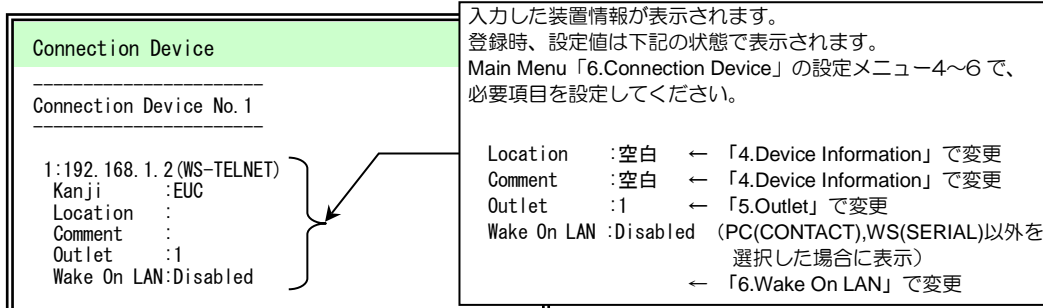 Connection Device
-----------------------
Connection Device No.1
-----------------------
1:192.168.1.2(WS-TELNET)
Kanji :EUC
Location :
Comment :
Outlet :1
Wake On LAN:Disabled
入力した装置情報が表示されます。
登録時、設定値は下記の状態で表示されます。
Main Menu「6.Connection Device」の設定メニュー4～6 で、
必要項目を設定してください。
Location :空白 ← 「4.Device Information」で変更
Comment :空白 ← 「4.Device Information」で変更
Outlet :1 ← 「5.Outlet」で変更
Wake On LAN :Disabled （PC(CONTACT),WS(SERIAL)以外を
選択した場合に表示）
← 「6.Wake On LAN」で変更